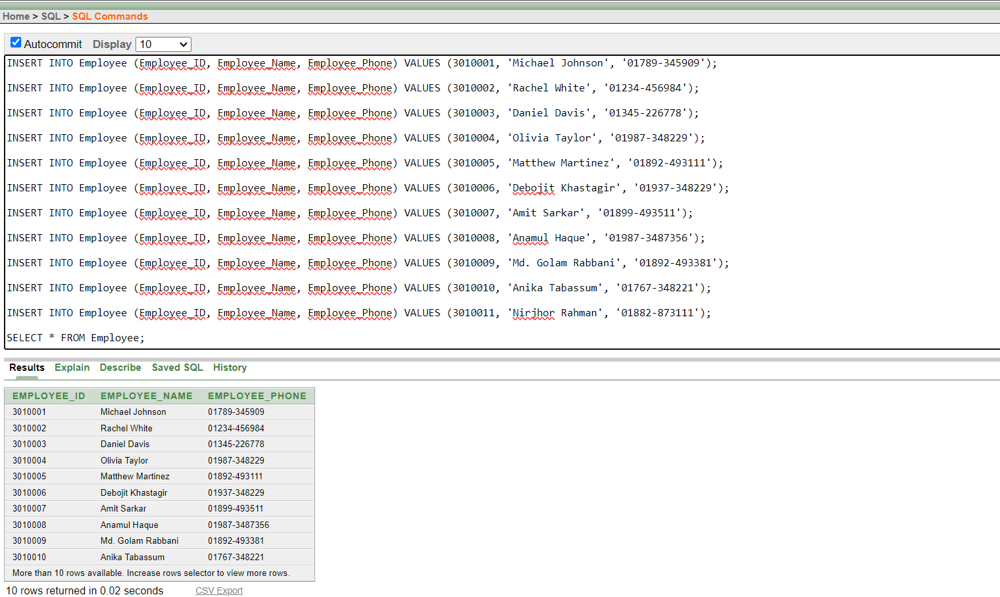 Home > SQL > SQL Commands
Autocommit Display 10
INSERT INTO Employee (Employee_ID, Employee_Name, Employee_Phone) VALUES (3010001, 'Michael Johnson', '01789-345909');
INSERT INTO Employee (Employee_ID, Employee_Name, Employee_Phone) VALUES (3010002, 'Rachel White', '01234-456984');
INSERT INTO Employee (Employee_ID, Employee_Name, Employee_Phone) VALUES (3010003, 'Daniel Davis', '01345-226778');
INSERT INTO Employee (Employee_ID, Employee_Name, Employee_Phone) VALUES (3010004, 'Olivia Taylor', '01987-348229');
INSERT INTO Employee (Employee_ID, Employee_Name, Employee_Phone) VALUES (3010005, 'Matthew Martinez', '01892-493111');
INSERT INTO Employee (Employee_ID, Employee_Name, Employee_Phone) VALUES (3010006, 'Debojit Khastagir', '01937-348229');
INSERT INTO Employee (Employee_ID, Employee_Name, Employee_Phone) VALUES (3010007, 'Amit Sarkar', '01899-493511');
INSERT INTO Employee (Employee_ID, Employee_Name, Employee_Phone) VALUES (3010008, 'Anamul Haque', '01987-3487356');
INSERT INTO Employee (Employee_ID, Employee_Name, Employee_Phone) VALUES (3010009, 'Md. Golam Rabbani', '01892-493381');
INSERT INTO Employee (Employee_ID, Employee_Name, Employee_Phone) VALUES (3010010, 'Anika Tabassum', '01767-348221');
INSERT INTO Employee (Employee_ID, Employee_Name, Employee_Phone) VALUES (3010011, 'Nirjhor Rahman', '01882-873111');
SELECT * FROM Employee;
Results Explain Describe Saved SQL History
EMPLOYEE_ID EMPLOYEE_NAME EMPLOYEE_PHONE
3010001 Michael Johnson 01789-345909
3010002 Rachel White 01234-456984
3010003 Daniel Davis 01345-226778
3010004 Olivia Taylor 01987-348229
3010005 Matthew Martinez 01892-493111
3010006 Debojit Khastagir 01937-348229
3010007 Amit Sarkar 01899-493511
3010008 Anamul Haque 01987-3487356
3010009 Md. Golam Rabbani 01892-493381
3010010 Anika Tabassum 01767-348221
More than 10 rows available. Increase rows selector to view more rows.
10 rows returned in 0.02 seconds CSV Export